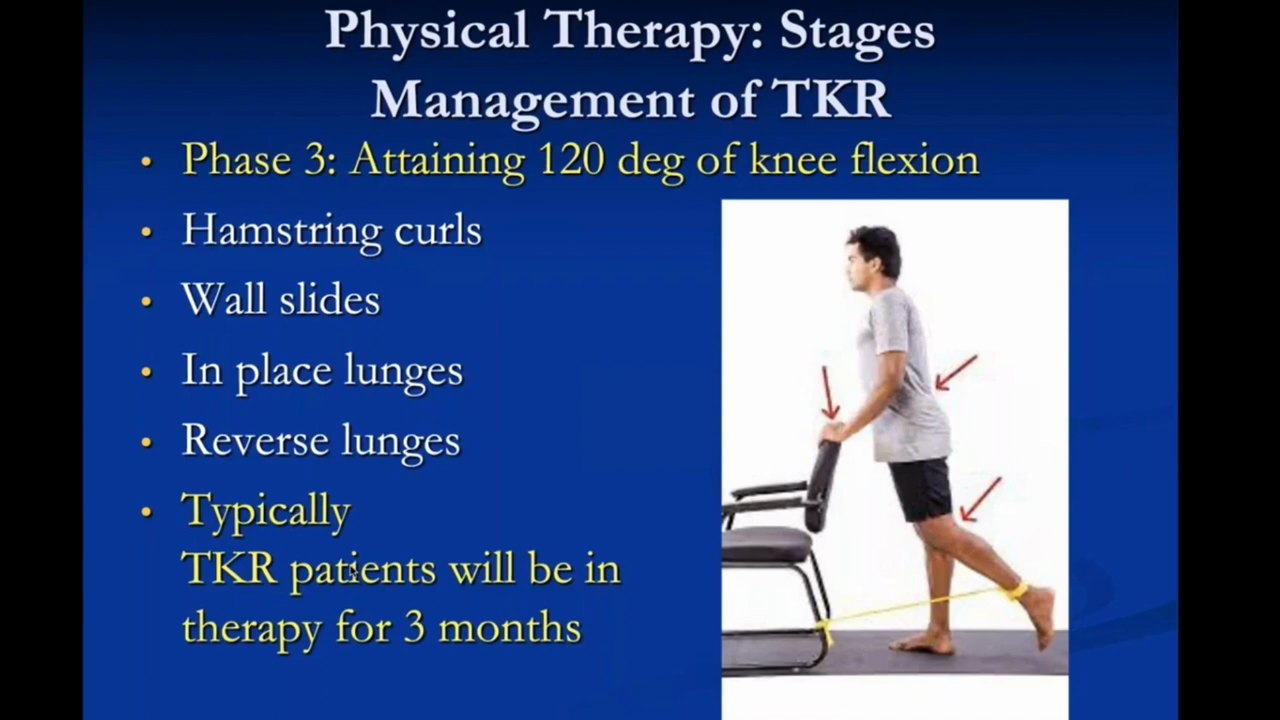 Physical Therapy: Stages
Management of TKR
• Phase 3: Attaining 120 deg of knee flexion
• Hamstring curls
• Wall slides
• In place lunges
• Reverse lunges
• Typically
TKR patients will be in
therapy for 3 months